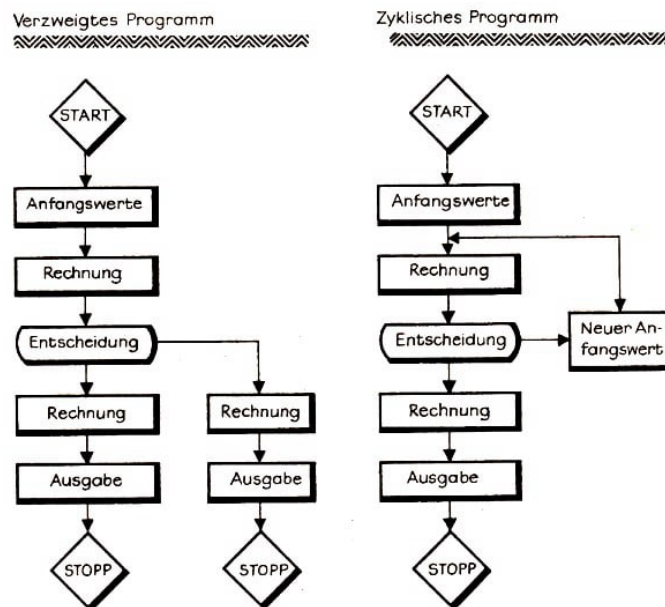 Verzweigtes Programm
START
Anfangswerte
Rechnung
Entscheidung
Rechnung
Ausgabe
STOPP
Rechnung
Ausgabe
STOPP
Zyklisches Programm
START
Anfangswerte
Rechnung
Entscheidung
Neuer An-
fangswert
Rechnung
Ausgabe
STOPP